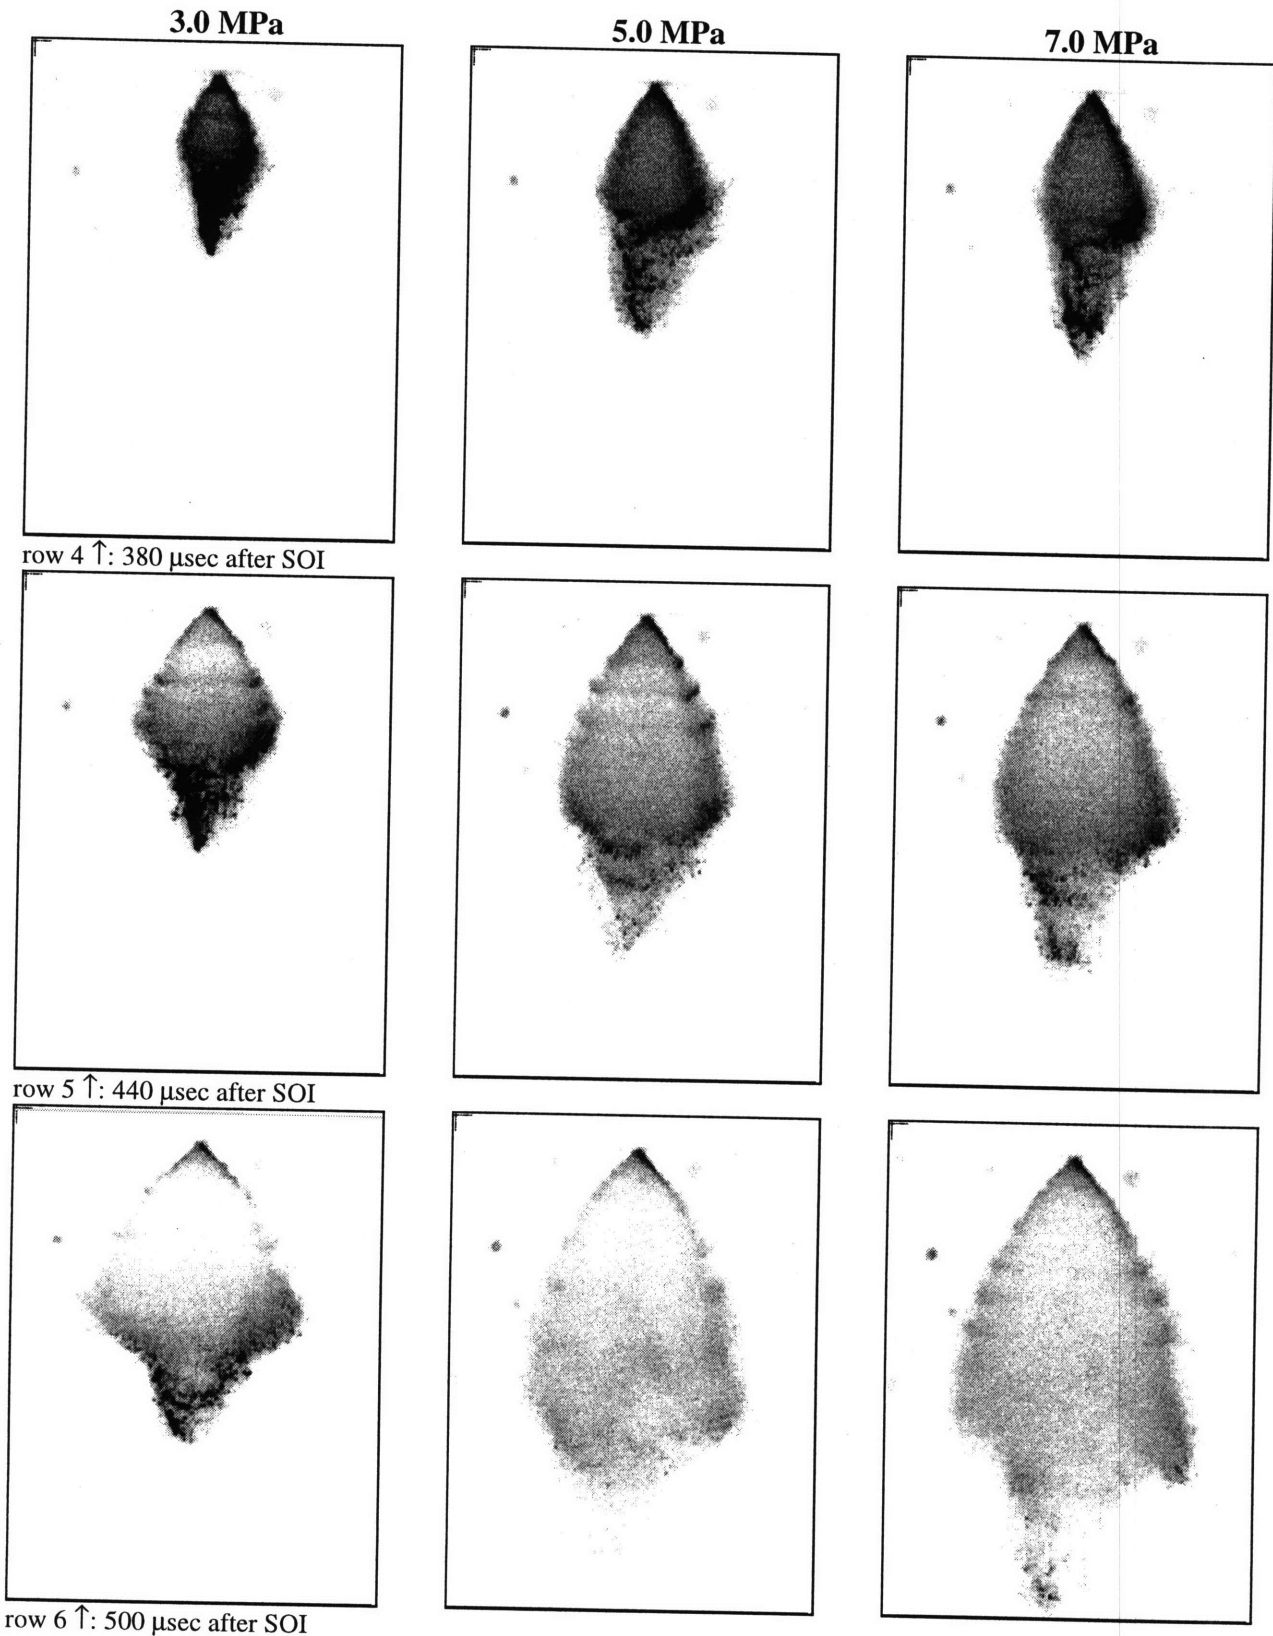 3.0 MPa
5.0 MPa
7.0 MPa
row 4 ↑: 380 μsec after SOI
row 5 ↑: 440 μsec after SOI
row 6 ↑: 500 μsec after SOI